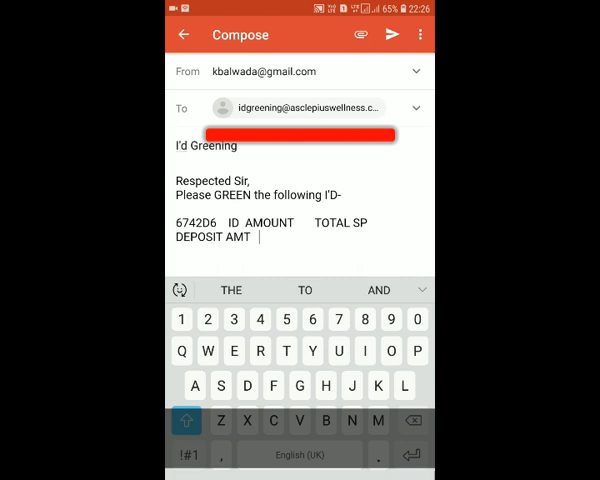 22:26
65%
Compose
From kbalwada@gmail.com
To idgreening@asclepiuswellness.c...
I'd Greening
Respected Sir,
Please GREEN the following I'D-
6742D6 ID AMOUNT TOTAL SP
DEPOSIT AMT
THE TO AND
1 2 3 4 5 6 7 8 9 0
Q W E R T Y U I O P
A S D F G H J K L
Z X C V B N M
!#1 , English (UK) .